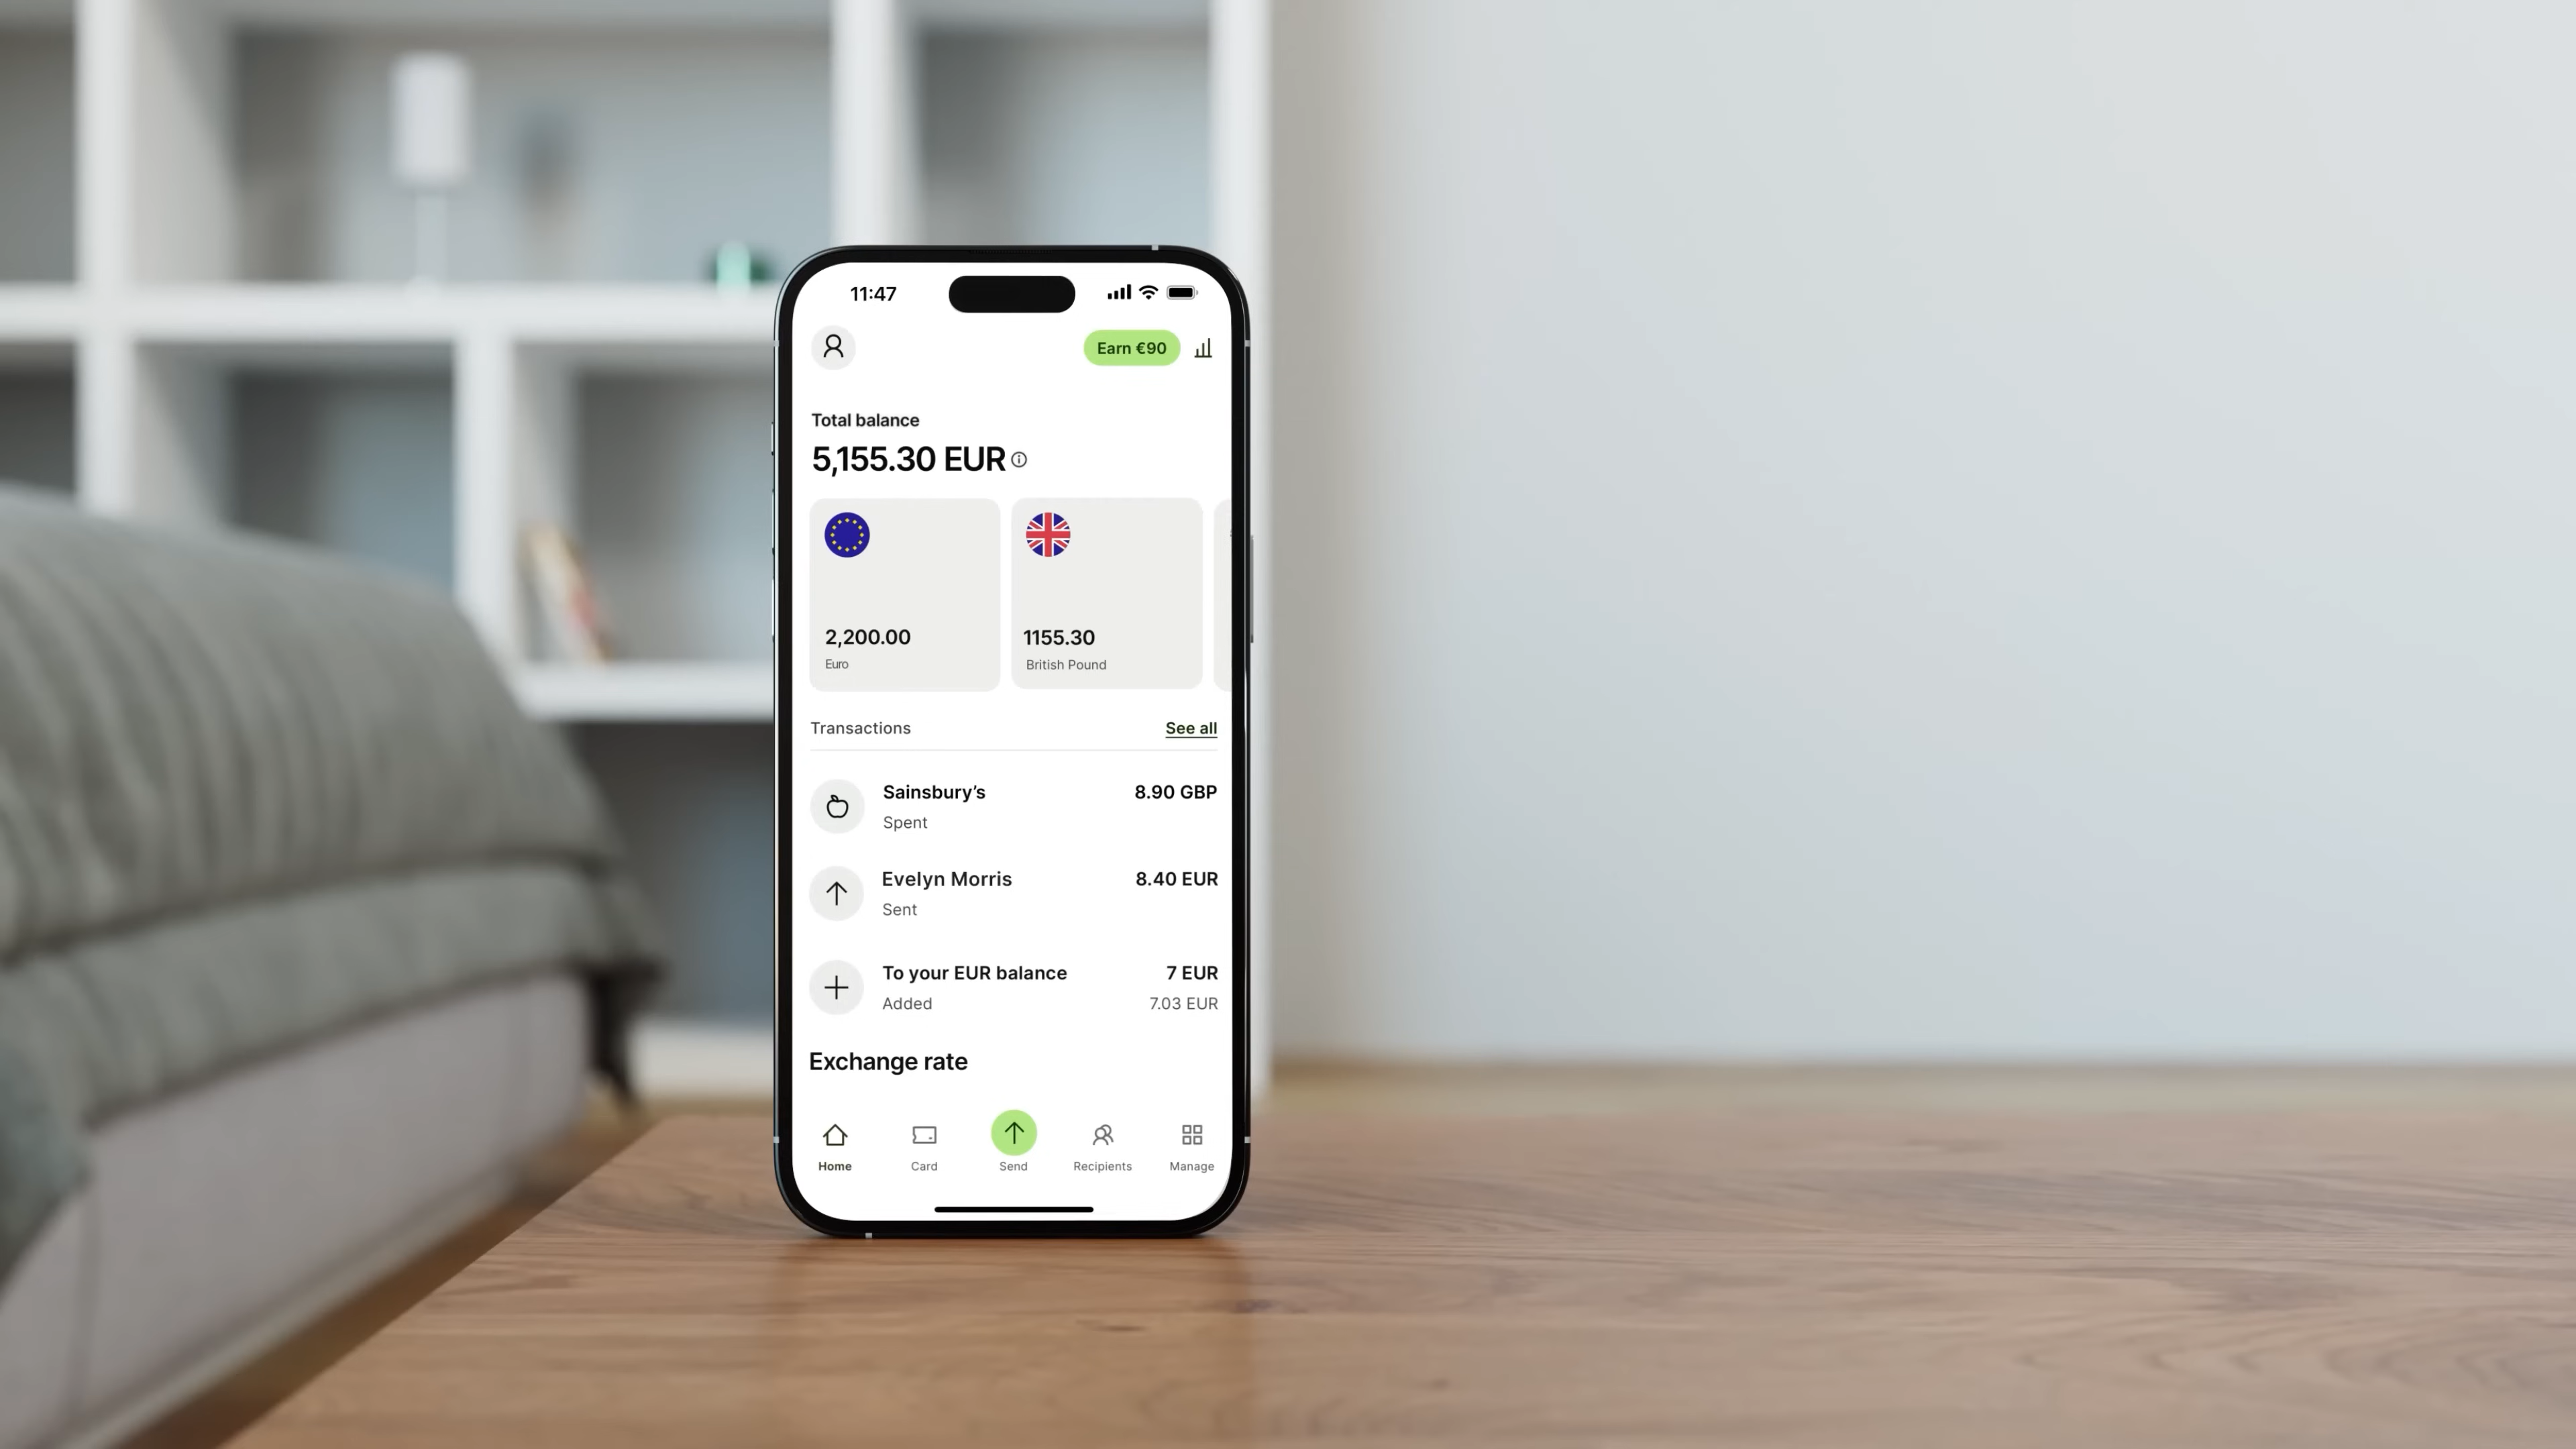 11:47
Earn €90
Total balance
5,155.30 EUR
2,200.00
Euro
1155.30
British Pound
Transactions
See all
Sainsbury’s
8.90 GBP
Spent
Evelyn Morris
8.40 EUR
Sent
To your EUR balance
7 EUR
Added
7.03 EUR
Exchange rate
Home
Card
Send
Recipients
Manage